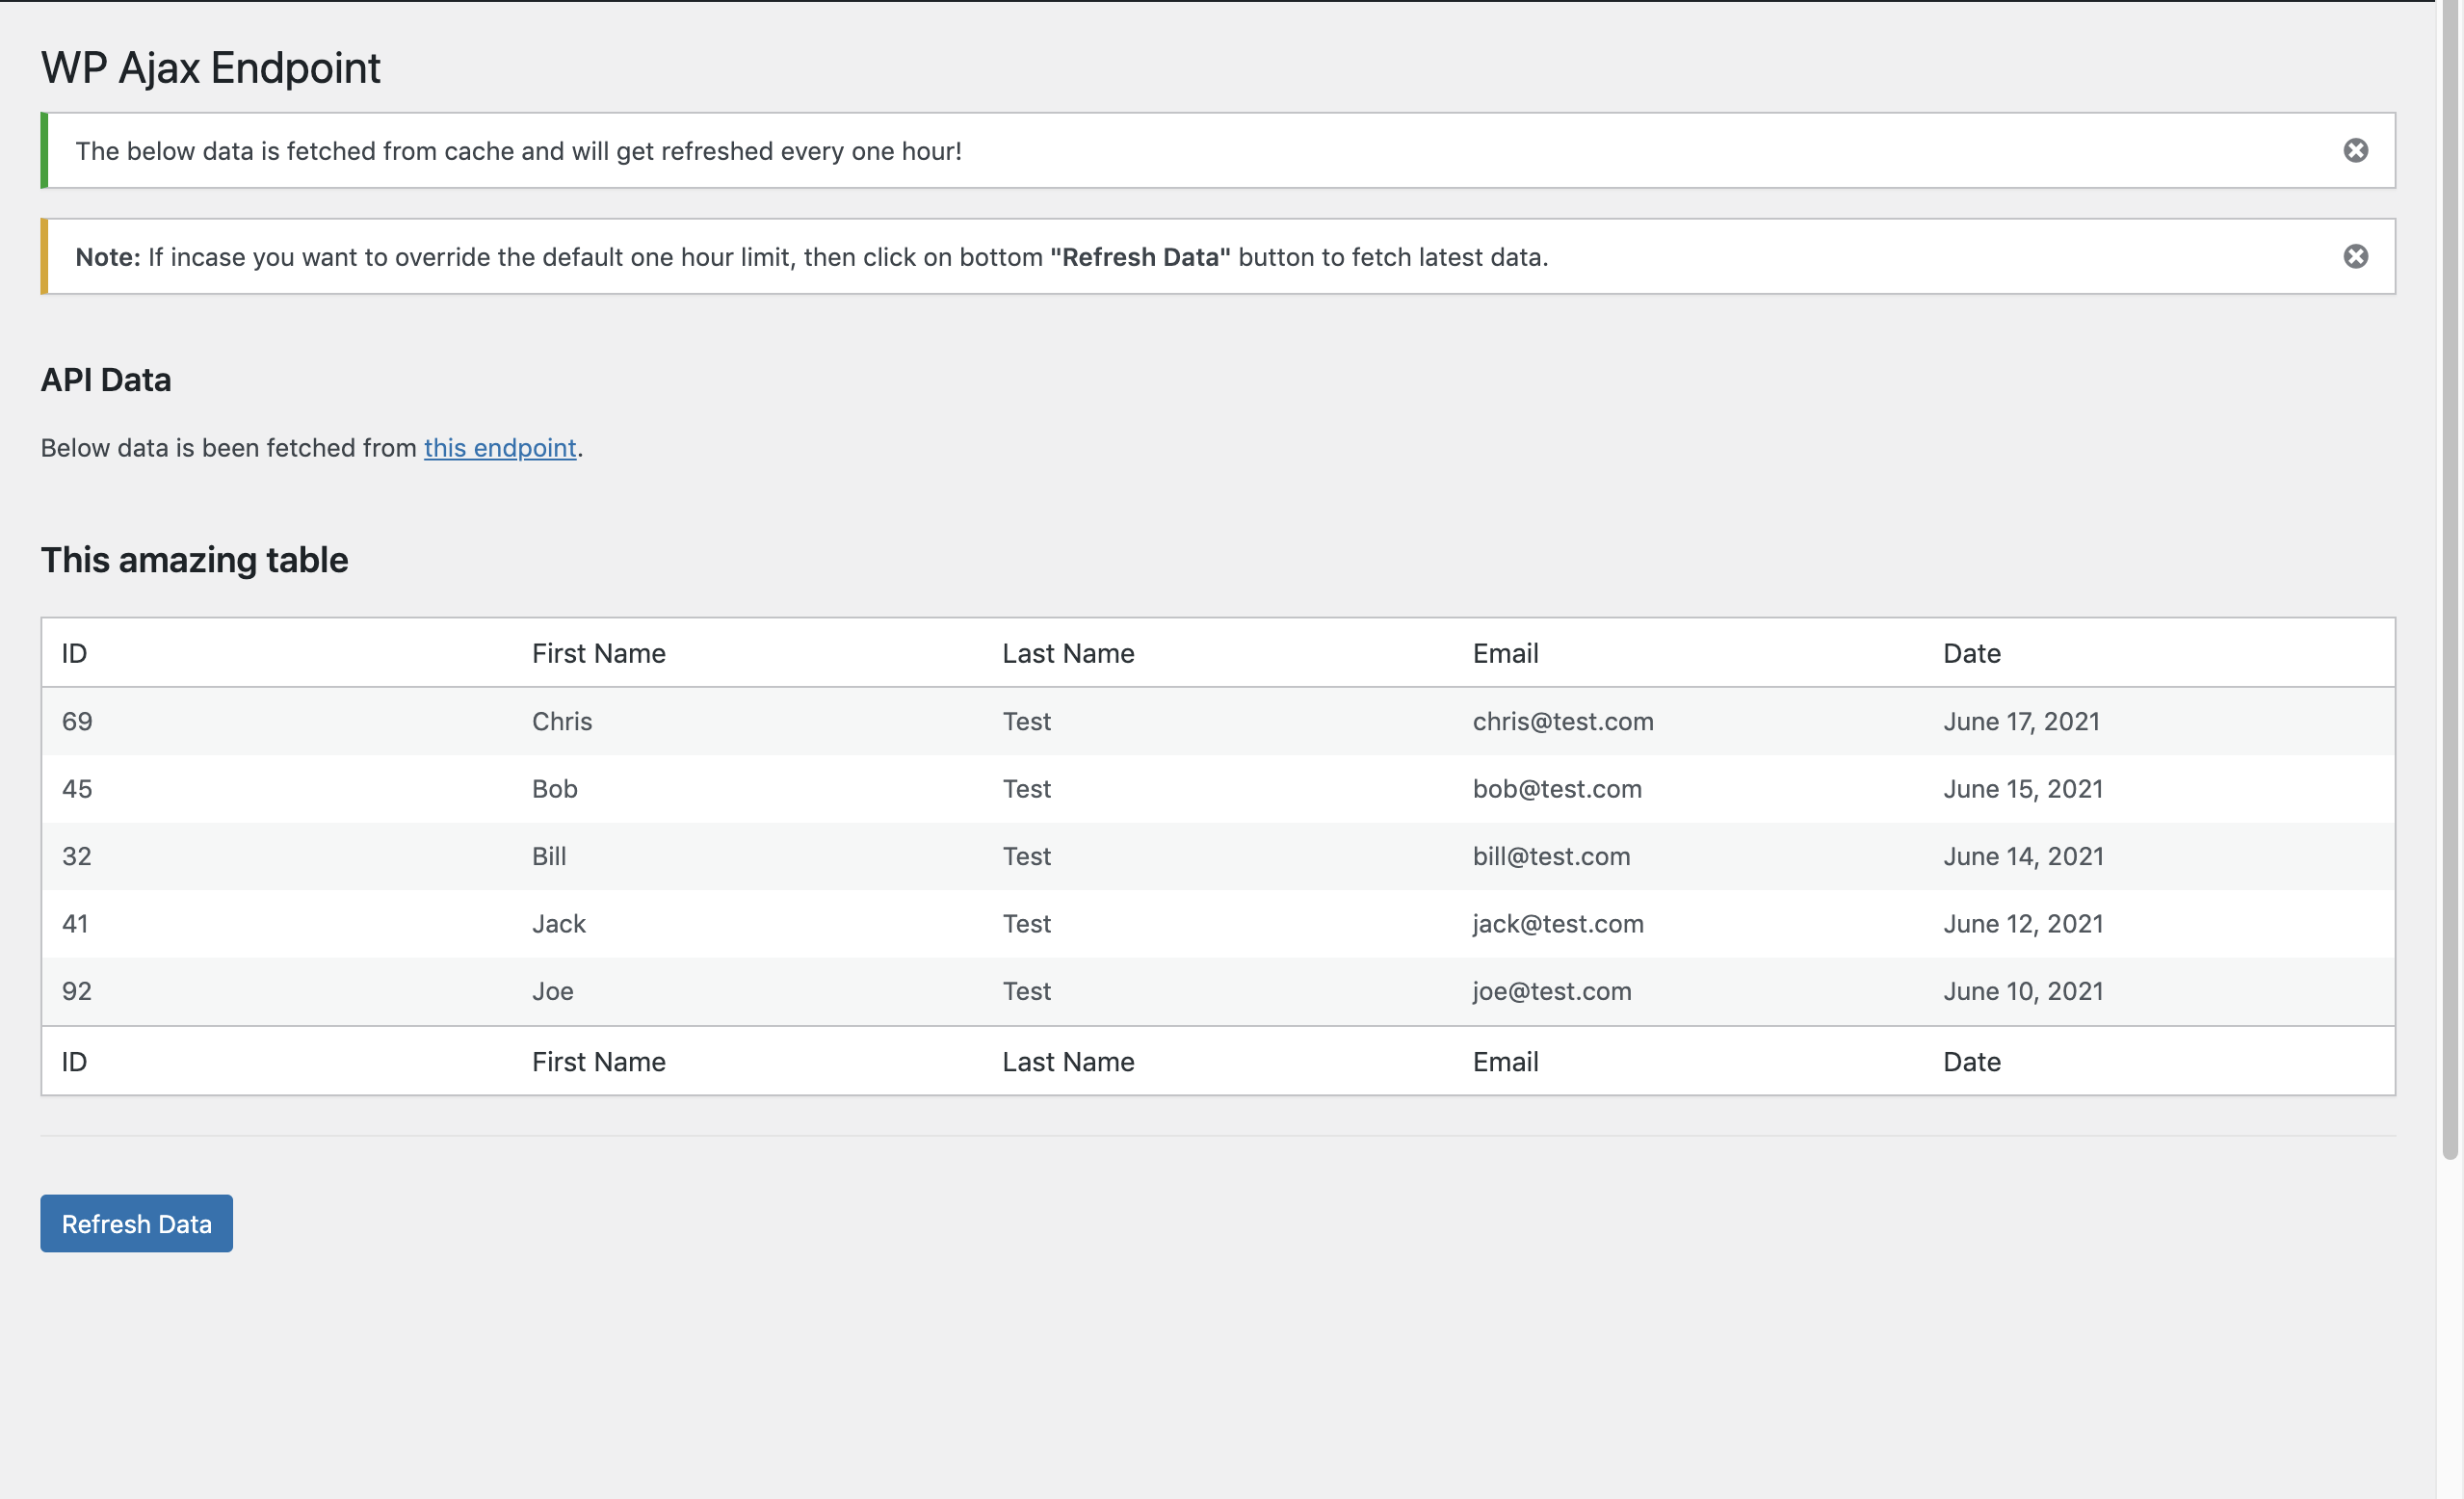 WP Ajax Endpoint
The below data is fetched from cache and will get refreshed every one hour!
Note: If incase you want to override the default one hour limit, then click on bottom "Refresh Data" button to fetch latest data.
API Data
Below data is been fetched from this endpoint.
This amazing table
ID First Name Last Name Email Date
69 Chris Test chris@test.com June 17, 2021
45 Bob Test bob@test.com June 15, 2021
32 Bill Test bill@test.com June 14, 2021
41 Jack Test jack@test.com June 12, 2021
92 Joe Test joe@test.com June 10, 2021
ID First Name Last Name Email Date
Refresh Data